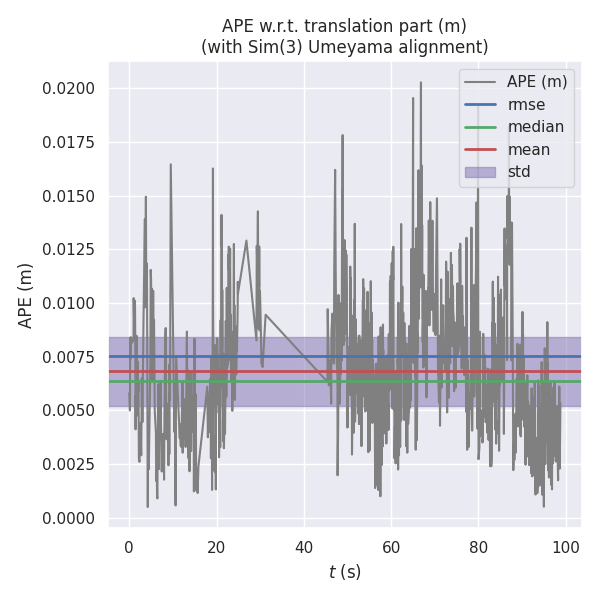 APE w.r.t. translation part (m)
(with Sim(3) Umeyama alignment)
APE (m)
rmse
median
mean
std
0.0200
0.0175
0.0150
0.0125
0.0100
0.0075
0.0050
0.0025
0.0000
APE (m)
0 20 40 60 80 100
t (s)